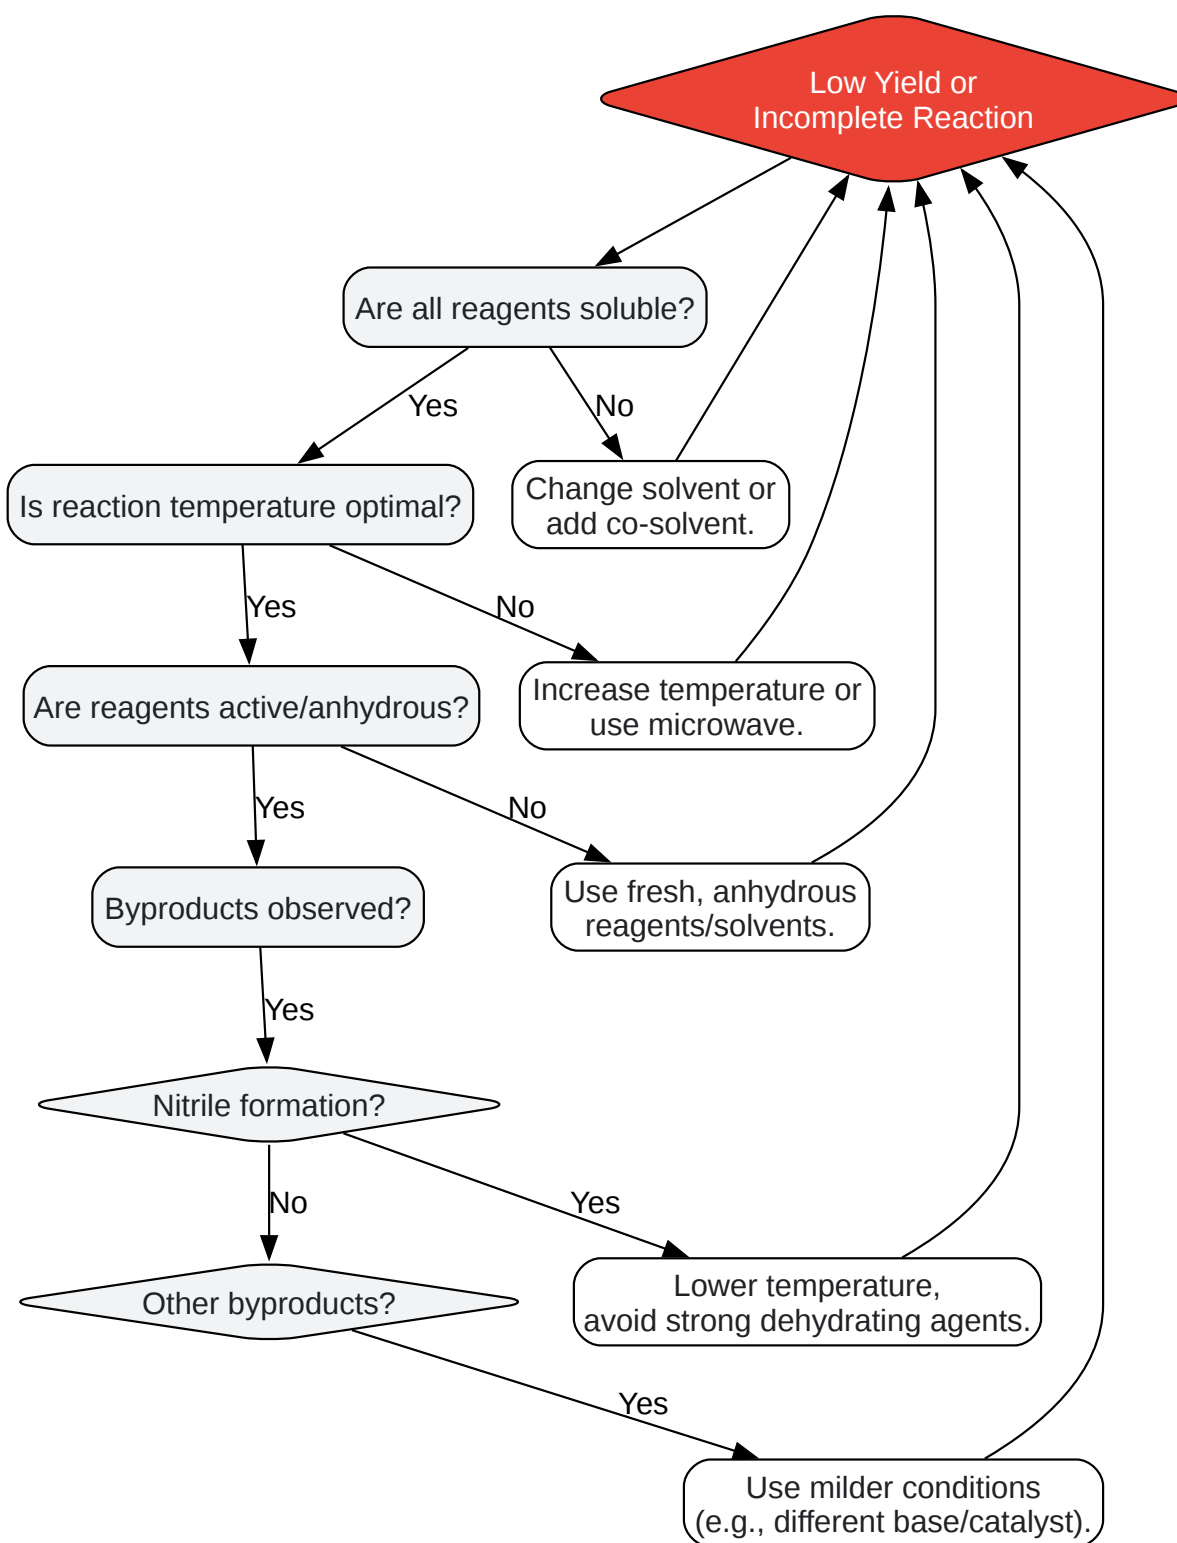 Low Yield or
Incomplete Reaction
Are all reagents soluble?
Yes
No
Is reaction temperature optimal?
Change solvent or
add co-solvent.
Yes
No
Are reagents active/anhydrous?
Increase temperature or
use microwave.
Yes
No
Byproducts observed?
Use fresh, anhydrous
reagents/solvents.
Yes
Nitrile formation?
No
Yes
Other byproducts?
Lower temperature,
avoid strong dehydrating agents.
Yes
Use milder conditions
(e.g., different base/catalyst).